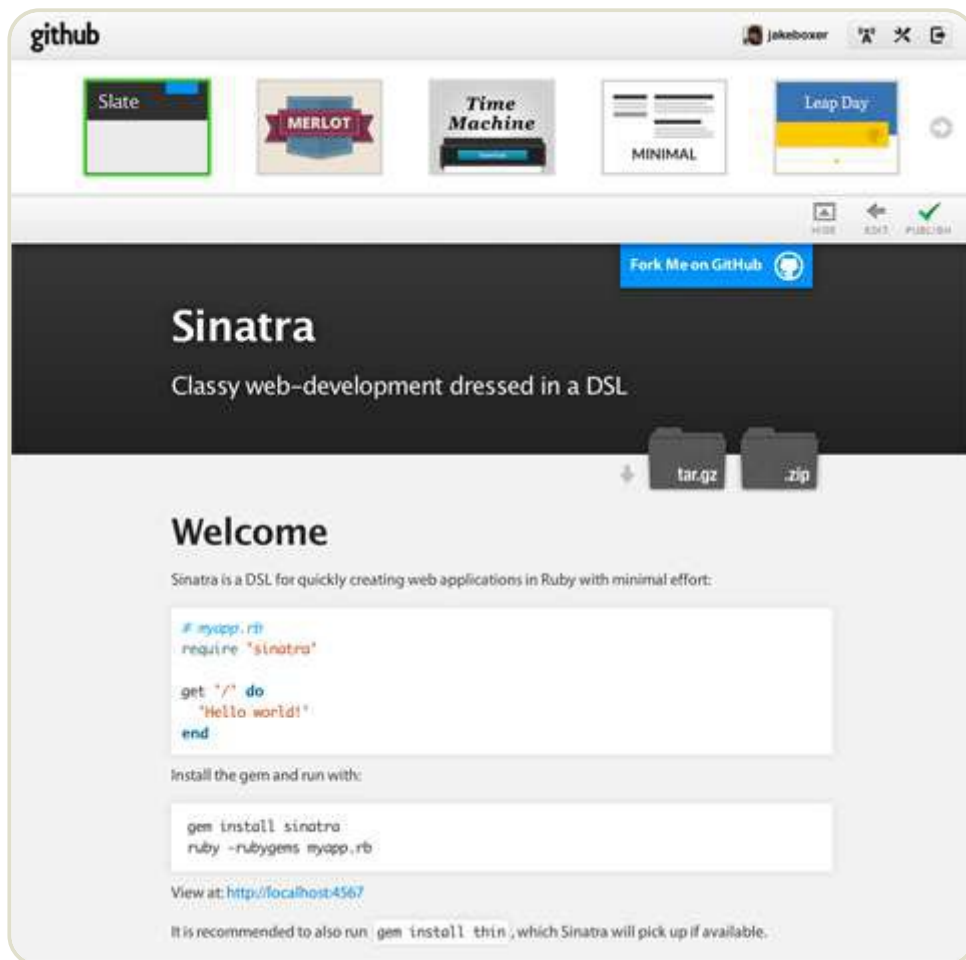 github
jakeboxer
Slate
MERLOT
Time
Machine
MINIMAL
Leap Day
HIDE
EDIT
PUBLISH
Fork Me on GitHub
Sinatra
Classy web-development dressed in a DSL
tar.gz
.zip
Welcome
Sinatra is a DSL for quickly creating web applications in Ruby with minimal effort:
# myapp.rb
require "sinatra"
get "/" do
"Hello world!"
end
Install the gem and run with:
gem install sinatra
ruby -rubygems myapp.rb
View at: http://localhost:4567
It is recommended to also run gem install thin, which Sinatra will pick up if available.